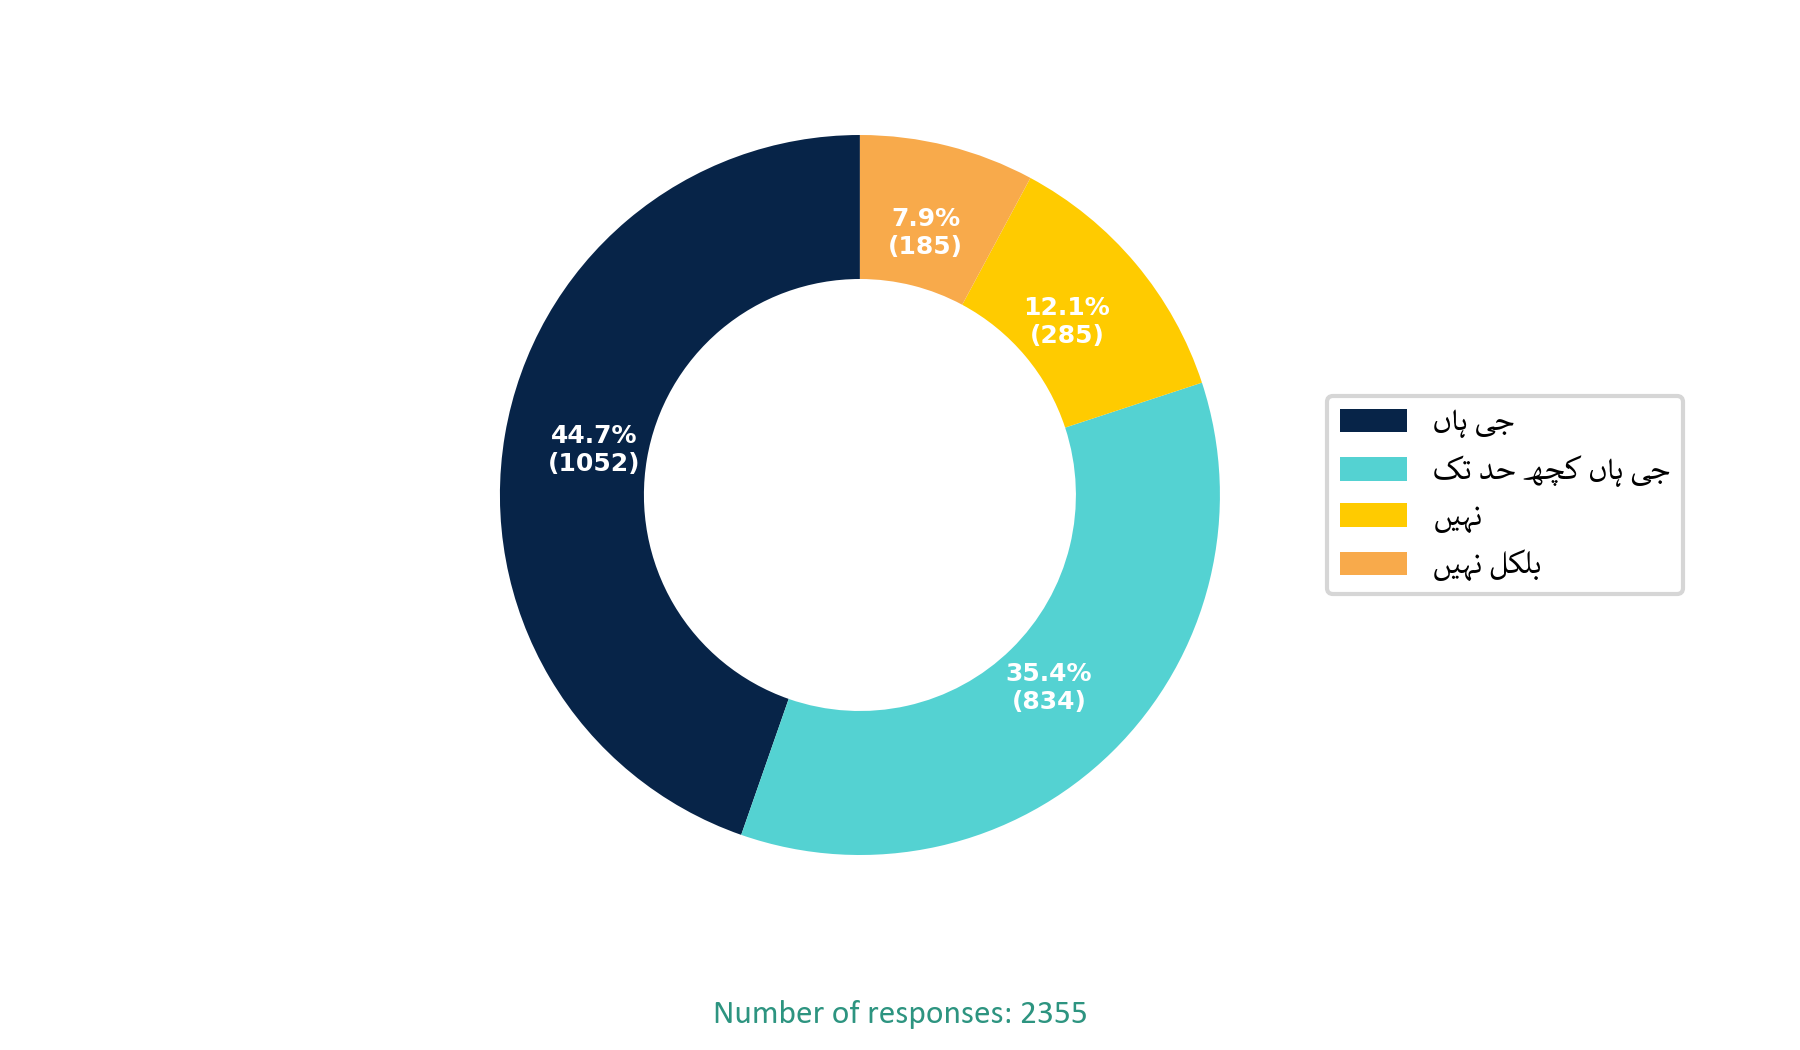 7.9%
(185)
12.1%
(285)
44.7%
(1052)
35.4%
(834)
جی ہاں
جی ہاں کچھ حد تک
نہیں
بلکل نہیں
Number of responses: 2355